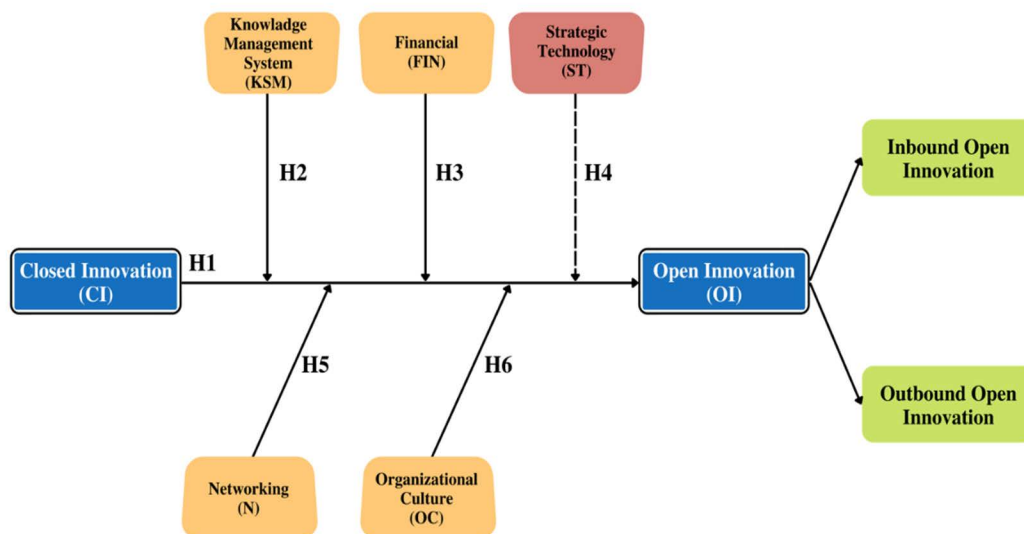 Knowladge
Management
System
(KSM)
Financial
(FIN)
Strategic
Technology
(ST)
H2
H3
H4
Inbound Open
Innovation
H1
Closed Innovation
(CI)
Open Innovation
(OI)
H5
H6
Outbound Open
Innovation
Networking
(N)
Organizational
Culture
(OC)